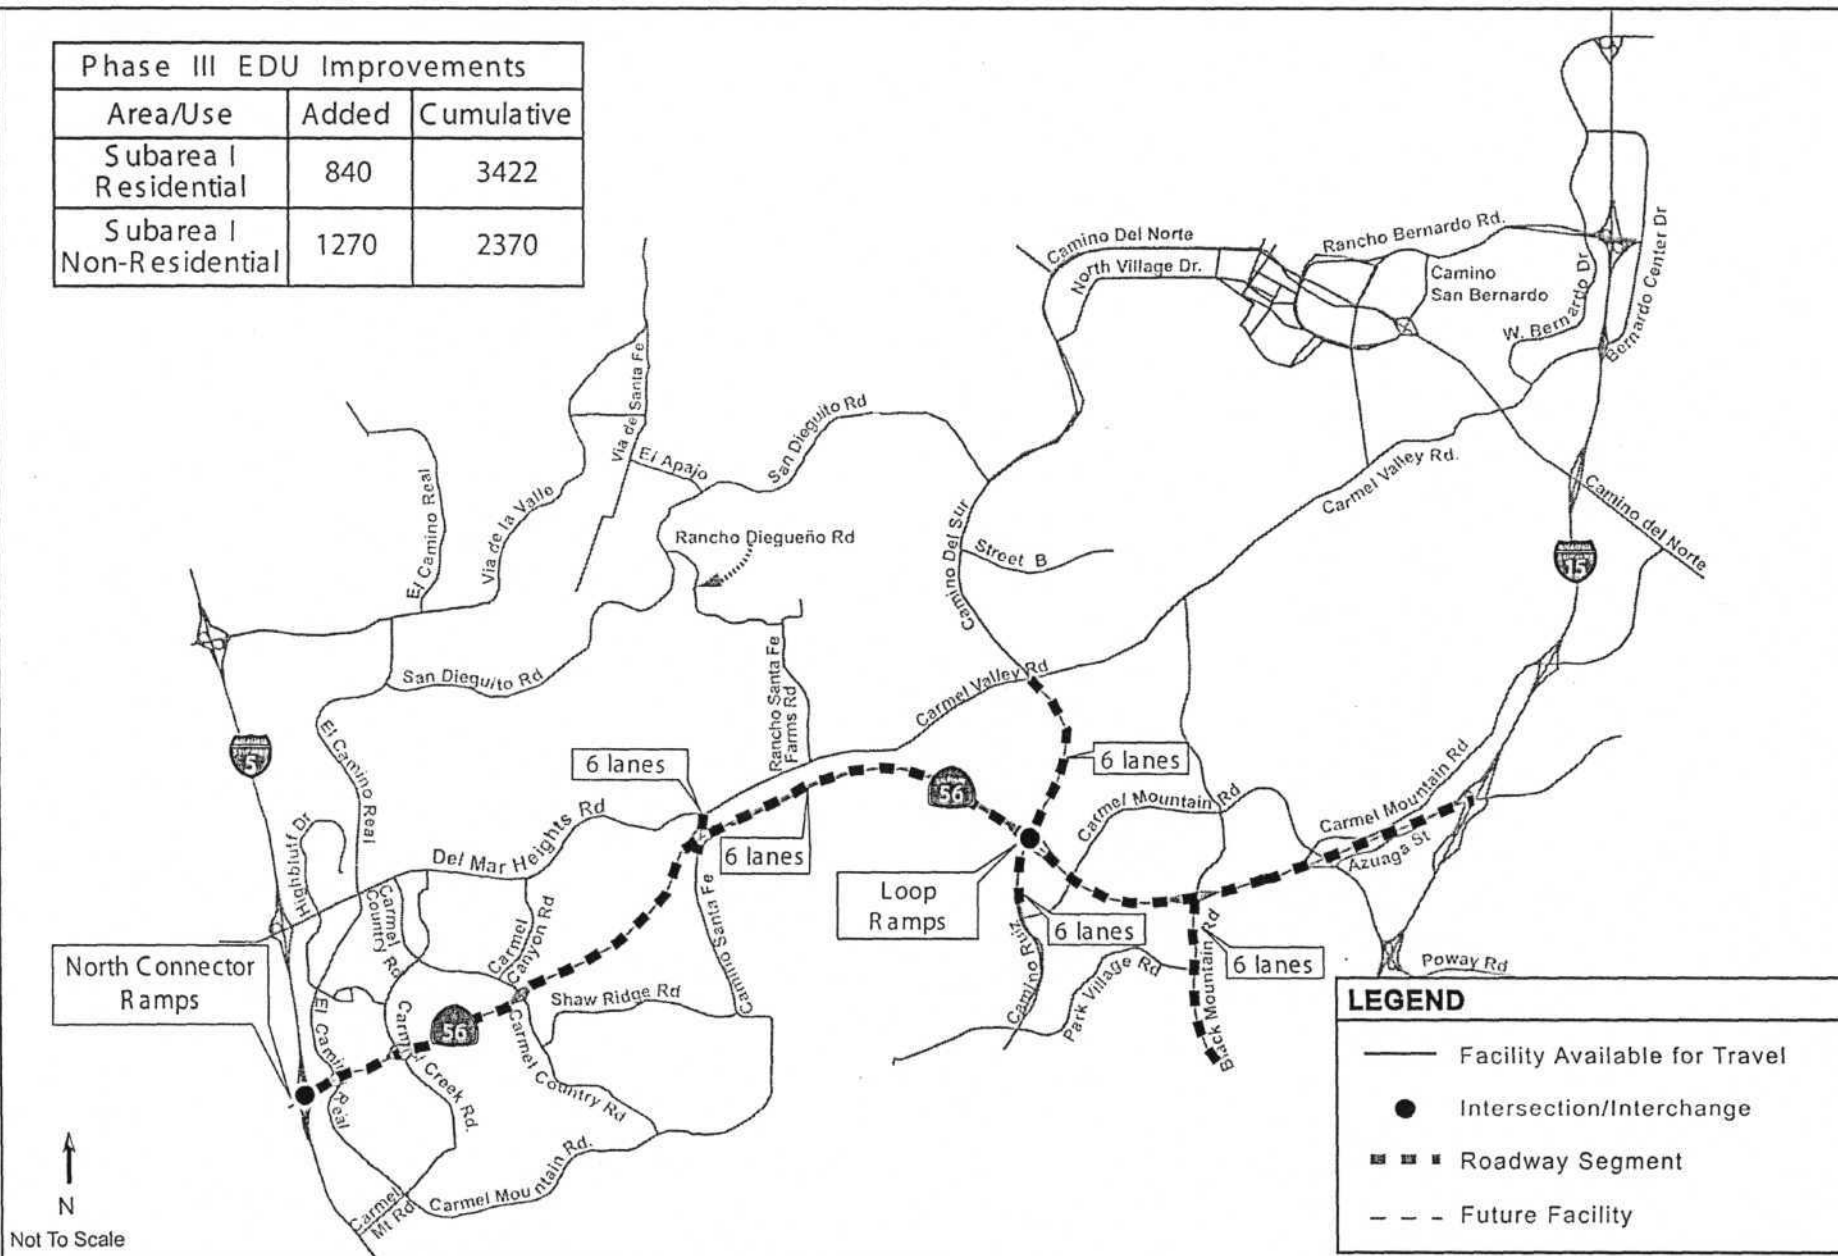 Phase III EDU Improvements
Area/Use Added Cumulative
Subarea I
Residential
840 3422
Subarea I
Non-Residential
1270 2370
Camino Del Norte
North Village Dr.
Rancho Bernardo Rd.
Camino
San Bernardo
W. Bernardo Dr
Bernardo Center Dr
Via de Santa Fe
El Apajo
San Dieguito Rd
El Camino Real
Via de la Valle
Rancho Diegueño Rd
Camino Del Sur
Street B
Carmel Valley Rd.
Camino del Norte
15
San Dieguito Rd
Rancho Santa Fe
Farms Rd
Carmel Valley Rd
5
El Camino Real
6 lanes
56
6 lanes
Carmel Mountain Rd
Carmel Mountain Rd
Azuaga St
Highbluff Dr
Del Mar Heights Rd
6 lanes
Loop
Ramps
Carmel
Country Rd
Carmel
Canyon Rd
Camino Santa Fe
6 lanes
Camino Ruiz
Park Village Rd
Black Mountain Rd
6 lanes
Poway Rd
North Connector
Ramps
El Camino Real
Carmel Creek Rd.
56
Shaw Ridge Rd
Carmel Country Rd
Carmel Mountain Rd.
Carmel
Mt Rd
N
Not To Scale
LEGEND
Facility Available for Travel
Intersection/Interchange
Roadway Segment
Future Facility